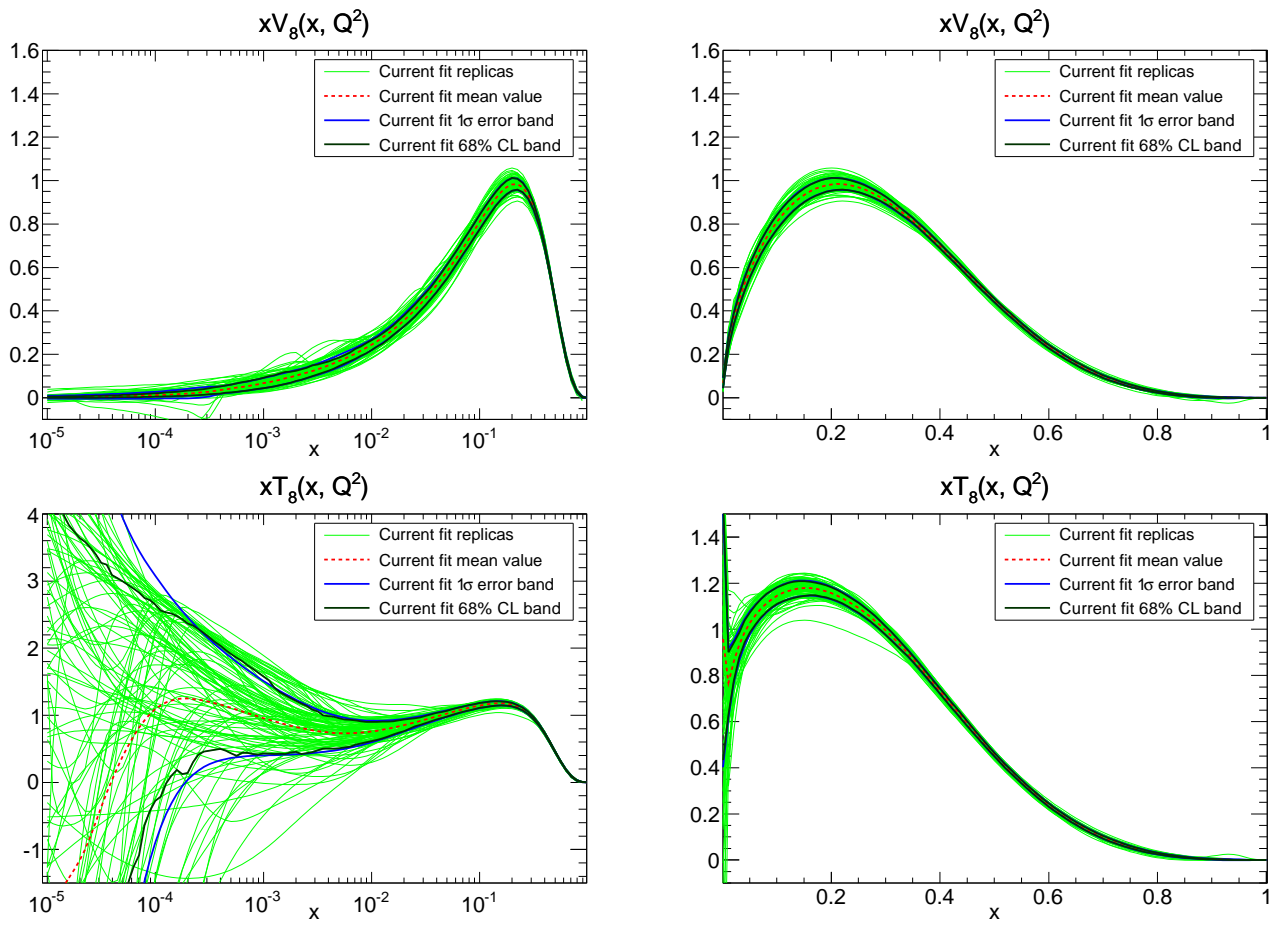 xV₈(x, Q²)
1.6
1.4
1.2
1
0.8
0.6
0.4
0.2
0
Current fit replicas
Current fit mean value
Current fit 1σ error band
Current fit 68% CL band
10⁻⁵
10⁻⁴
10⁻³
10⁻²
10⁻¹
x
xV₈(x, Q²)
1.6
1.4
1.2
1
0.8
0.6
0.4
0.2
0
Current fit replicas
Current fit mean value
Current fit 1σ error band
Current fit 68% CL band
0.2
0.4
0.6
0.8
1
x
xT₈(x, Q²)
4
3
2
1
0
-1
Current fit replicas
Current fit mean value
Current fit 1σ error band
Current fit 68% CL band
10⁻⁵
10⁻⁴
10⁻³
10⁻²
10⁻¹
x
xT₈(x, Q²)
1.4
1.2
1
0.8
0.6
0.4
0.2
0
Current fit replicas
Current fit mean value
Current fit 1σ error band
Current fit 68% CL band
0.2
0.4
0.6
0.8
1
x